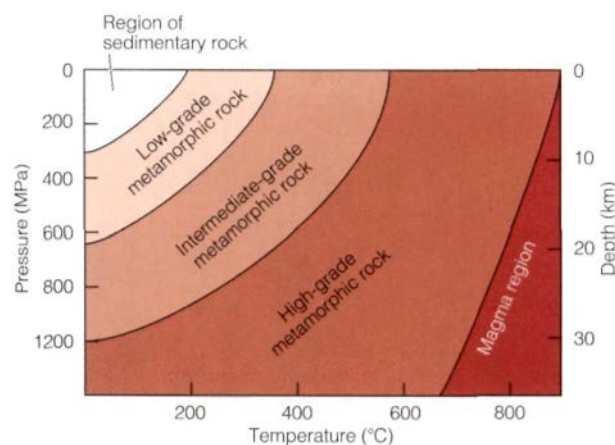 Region of
sedimentary rock
0
200
400
600
800
1200
Pressure (MPa)
Low-grade
metamorphic rock
Intermediate-grade
metamorphic rock
High-grade
metamorphic rock
Magma region
0
10
20
30
Depth (km)
200
400
600
800
Temperature (°C)